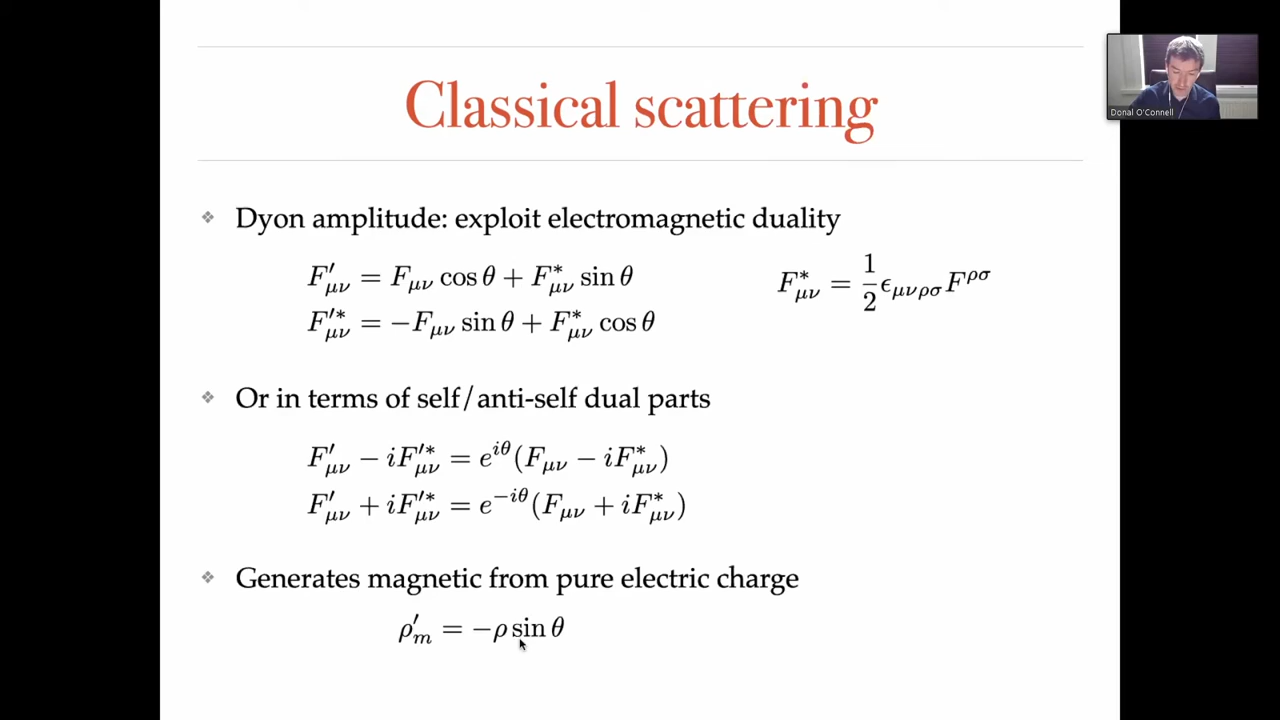 Classical scattering
Donal O'Connell
❖ Dyon amplitude: exploit electromagnetic duality
F′_{μν} = F_{μν} cos θ + F*_{μν} sin θ
F*_{μν} = 1/2 ϵ_{μνρσ} F^{ρσ}
F′*_{μν} = −F_{μν} sin θ + F*_{μν} cos θ
❖ Or in terms of self/anti-self dual parts
F′_{μν} − iF′*_{μν} = e^{iθ}(F_{μν} − iF*_{μν})
F′_{μν} + iF′*_{μν} = e^{−iθ}(F_{μν} + iF*_{μν})
❖ Generates magnetic from pure electric charge
ρ′_m = −ρ sin θ